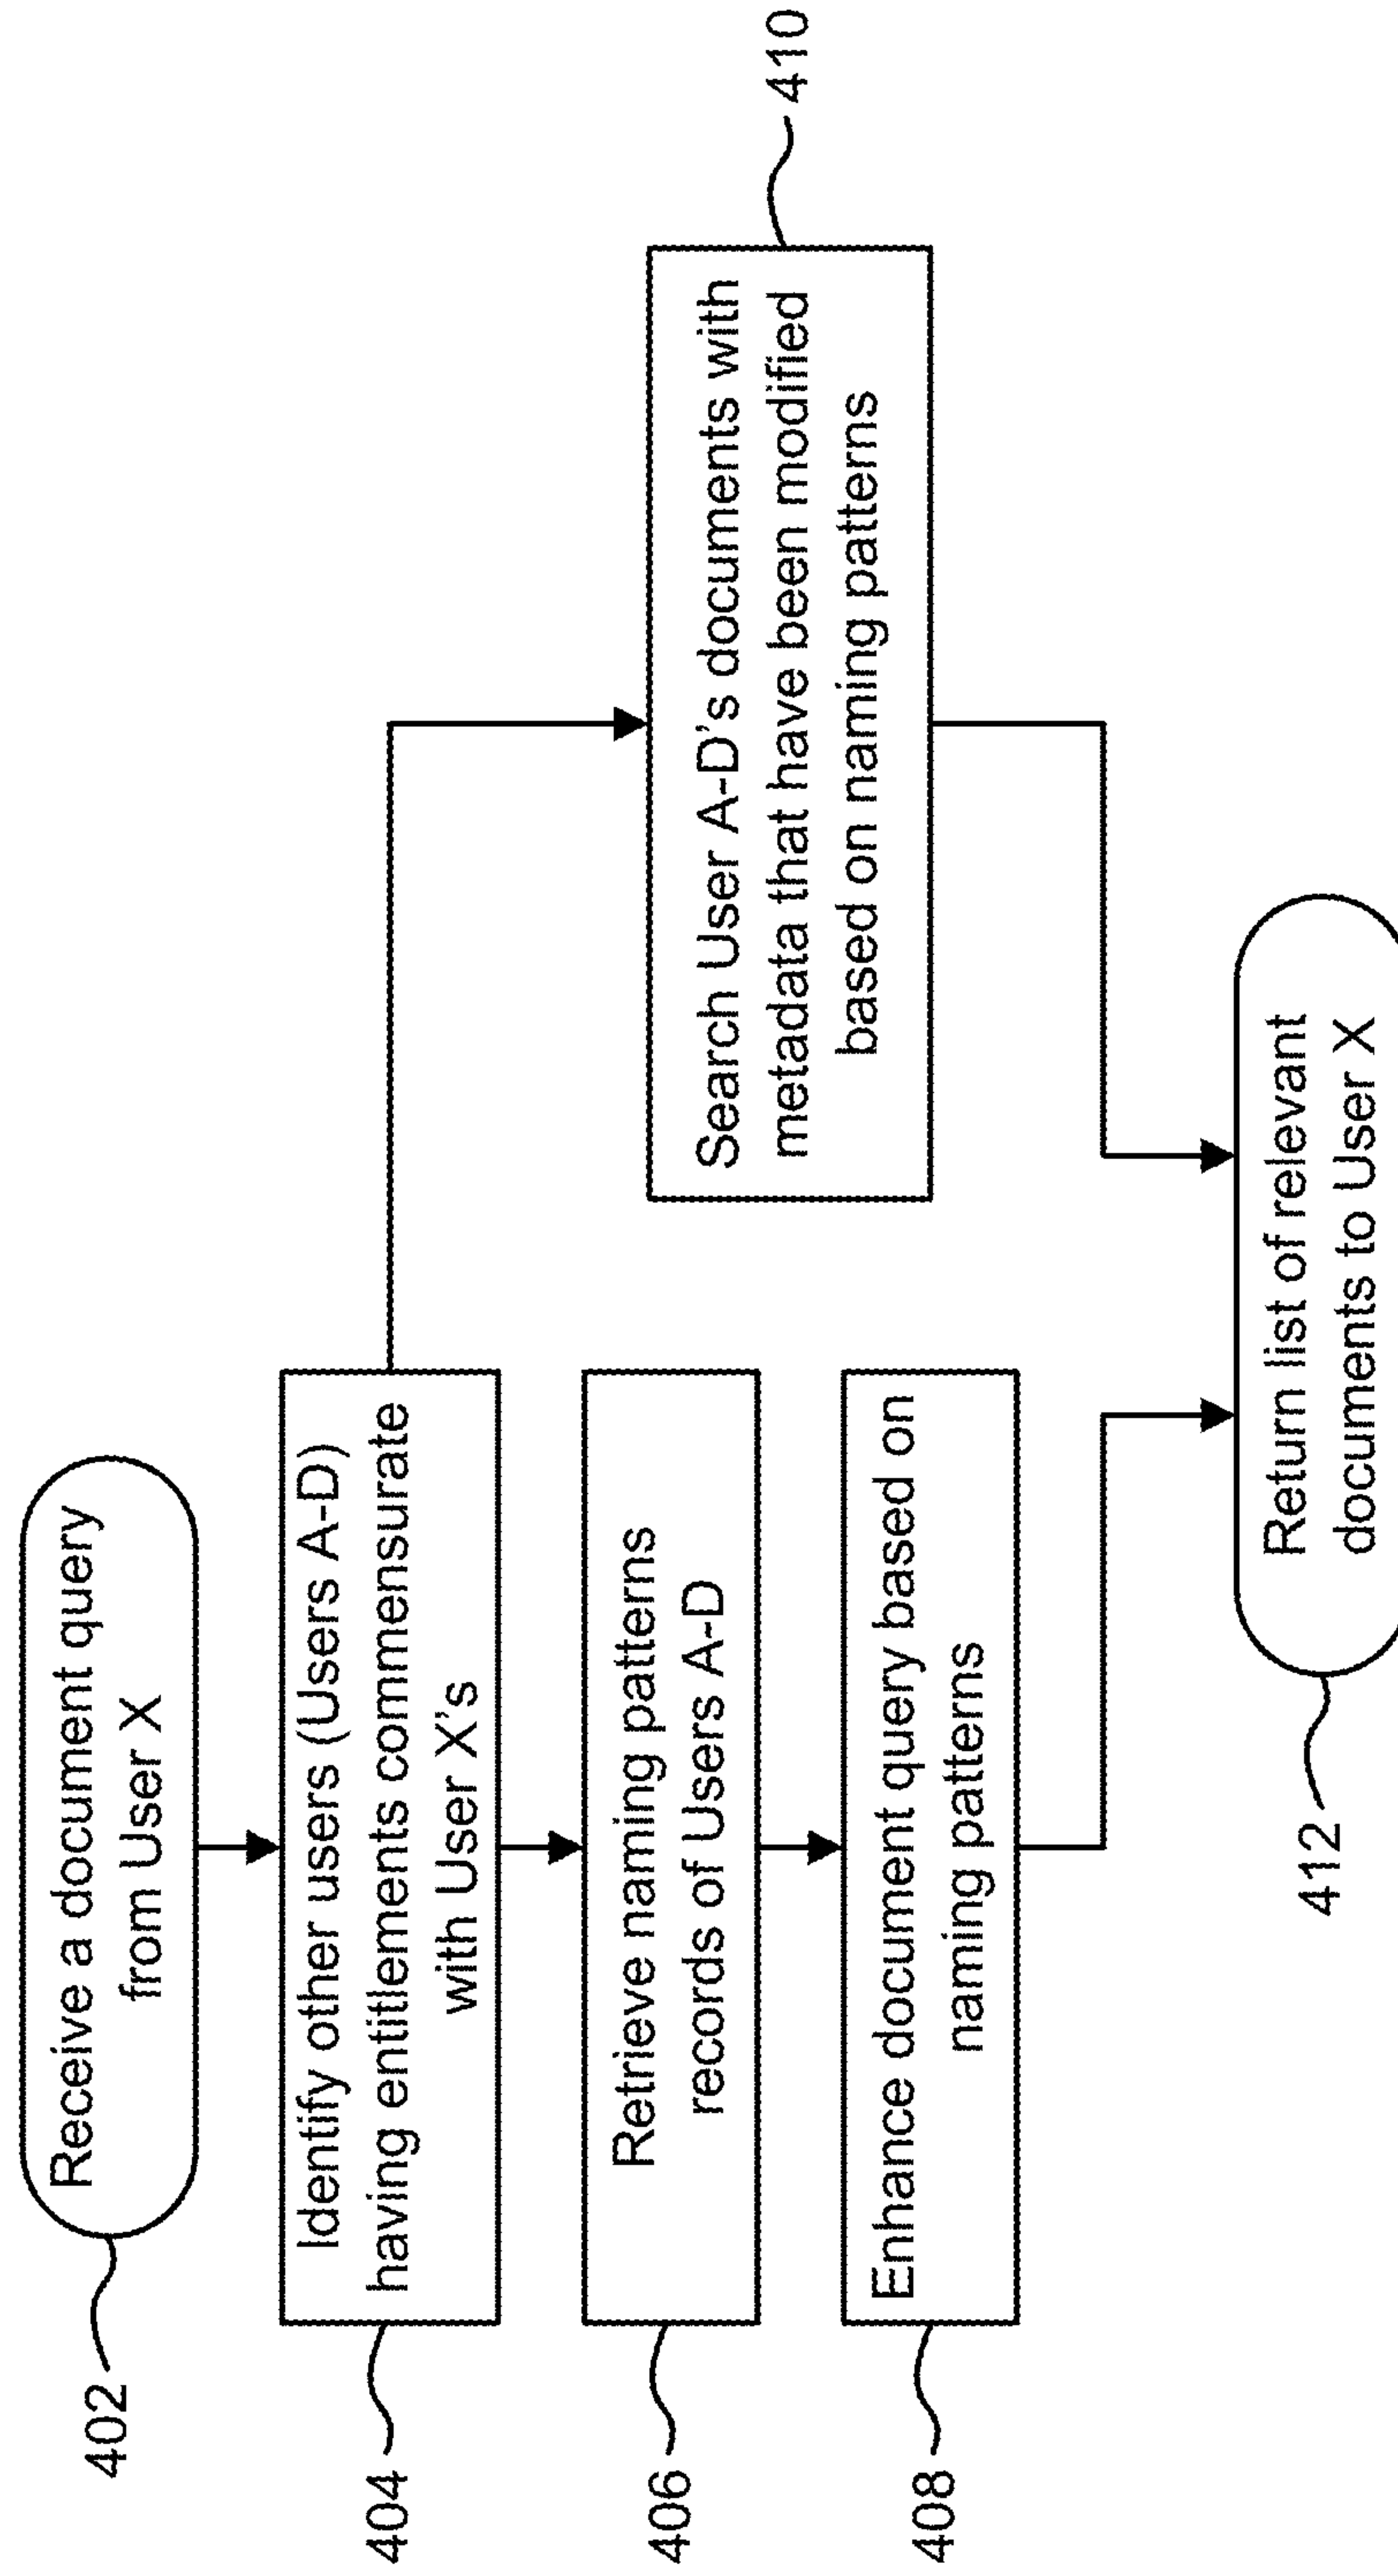 402
Receive a document query
from User X
404
Identify other users (Users A-D)
having entitlements commensurate
with User X's
406
Retrieve naming patterns
records of Users A-D
408
Enhance document query based on
naming patterns
Search User A-D's documents with
metadata that have been modified
based on naming patterns
410
412
Return list of relevant
documents to User X